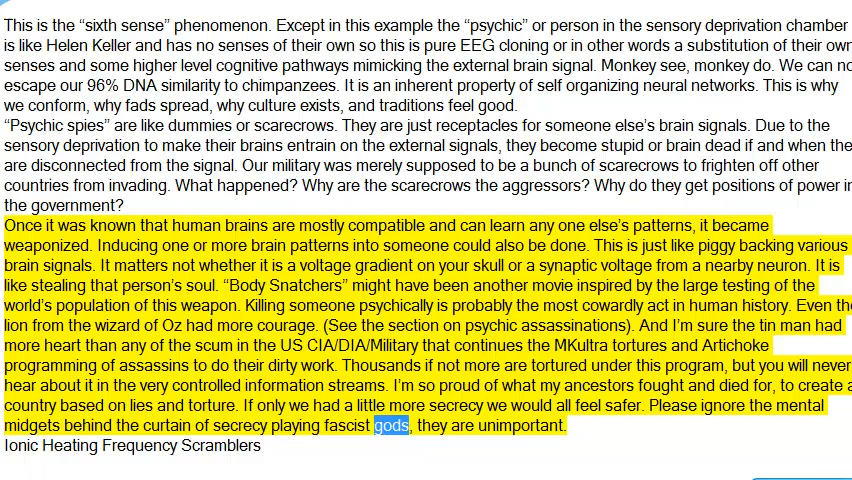 This is the “sixth sense” phenomenon. Except in this example the “psychic” or person in the sensory deprivation chamber
is like Helen Keller and has no senses of their own so this is pure EEG cloning or in other words a substitution of their own
senses and some higher level cognitive pathways mimicking the external brain signal. Monkey see, monkey do. We can no
escape our 96% DNA similarity to chimpanzees. It is an inherent property of self organizing neural networks. This is why
we conform, why fads spread, why culture exists, and traditions feel good.
“Psychic spies” are like dummies or scarecrows. They are just receptacles for someone else’s brain signals. Due to the
sensory deprivation to make their brains entrain on the external signals, they become stupid or brain dead if and when the
are disconnected from the signal. Our military was merely supposed to be a bunch of scarecrows to frighten off other
countries from invading. What happened? Why are the scarecrows the aggressors? Why do they get positions of power in
the government?
Once it was known that human brains are mostly compatible and can learn any one else’s patterns, it became
weaponized. Inducing one or more brain patterns into someone could also be done. This is just like piggy backing various
brain signals. It matters not whether it is a voltage gradient on your skull or a synaptic voltage from a nearby neuron. It is
like stealing that person’s soul. “Body Snatchers” might have been another movie inspired by the large testing of the
world’s population of this weapon. Killing someone psychically is probably the most cowardly act in human history. Even the
lion from the wizard of Oz had more courage. (See the section on psychic assassinations). And I’m sure the tin man had
more heart than any of the scum in the US CIA/DIA/Military that continues the MKultra tortures and Artichoke
programming of assassins to do their dirty work. Thousands if not more are tortured under this program, but you will never
hear about it in the very controlled information streams. I’m so proud of what my ancestors fought and died for, to create a
country based on lies and torture. If only we had a little more secrecy we would all feel safer. Please ignore the mental
midgets behind the curtain of secrecy playing fascist gods, they are unimportant.
Ionic Heating Frequency Scramblers